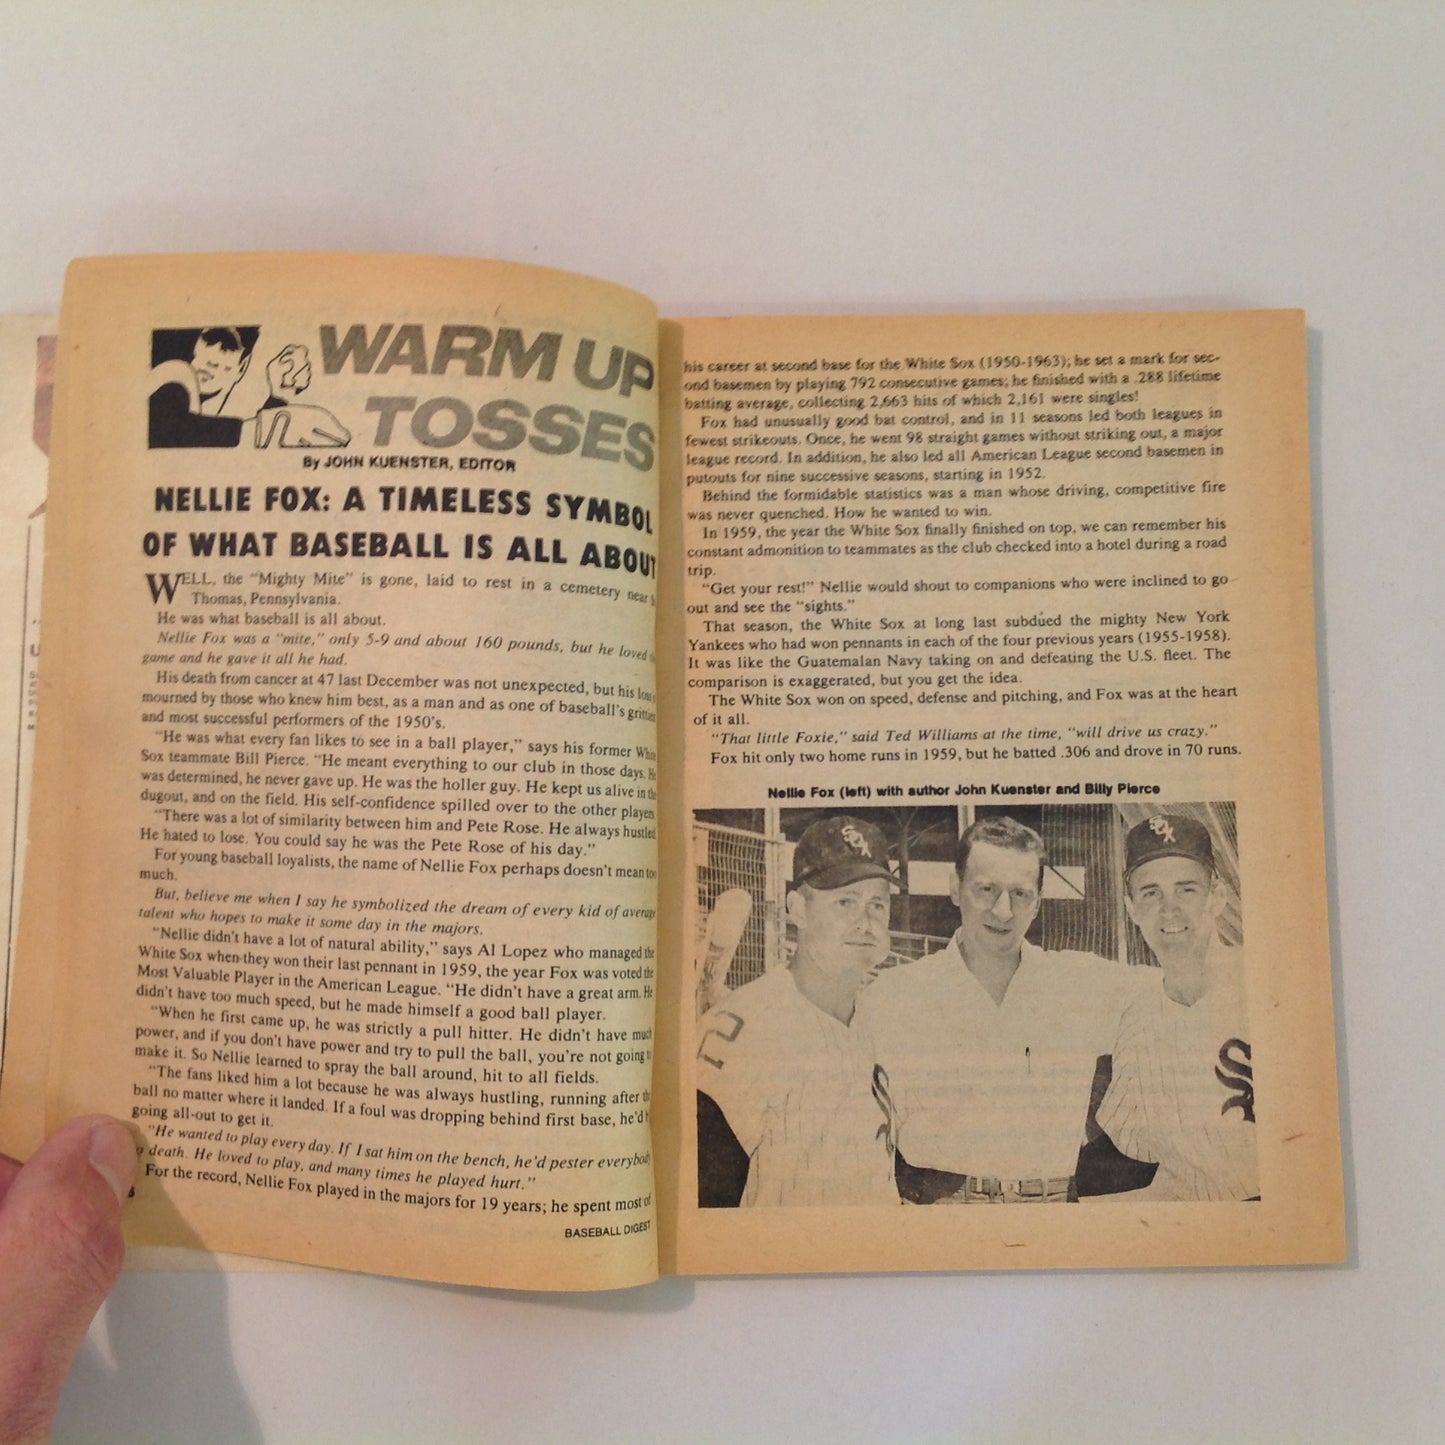 WARM UP
TOSSES
By JOHN KUENSTER, EDITOR
NELLIE FOX: A TIMELESS SYMBOL
OF WHAT BASEBALL IS ALL ABOUT
WELL, the "Mighty Mite" is gone, laid to rest in a cemetery near
Thomas, Pennsylvania.
He was what baseball is all about.
Nellie Fox was a "mite," only 5-9 and about 160 pounds, but he loved
game and he gave it all he had.
His death from cancer at 47 last December was not unexpected, but his loss
mourned by those who knew him best, as a man and as one of baseball's grittiest
and most successful performers of the 1950's.
"He was what every fan likes to see in a ball player," says his former White
Sox teammate Bill Pierce. "He meant everything to our club in those days. He
was determined, he never gave up. He was the holler guy. He kept us alive in the
dugout, and on the field. His self-confidence spilled over to the other players.
"There was a lot of similarity between him and Pete Rose. He always hustled.
He hated to lose. You could say he was the Pete Rose of his day."
For young baseball loyalists, the name of Nellie Fox perhaps doesn't mean too
much.
But, believe me when I say he symbolized the dream of every kid of average
talent who hopes to make it some day in the majors.
"Nellie didn't have a lot of natural ability," says Al Lopez who managed the
White Sox when they won their last pennant in 1959, the year Fox was voted the
Most Valuable Player in the American League. "He didn't have a great arm. He
didn't have too much speed, but he made himself a good ball player.
"When he first came up, he was strictly a pull hitter. He didn't have much
power, and if you don't have power and try to pull the ball, you're not going to
make it. So Nellie learned to spray the ball around, hit to all fields.
"The fans liked him a lot because he was always hustling, running after the
ball no matter where it landed. If a foul was dropping behind first base, he'd be
going all-out to get it.
"He wanted to play every day. If I sat him on the bench, he'd pester everybody
to death. He loved to play, and many times he played hurt."
For the record, Nellie Fox played in the majors for 19 years; he spent most of
BASEBALL DIGEST
his career at second base for the White Sox (1950-1963); he set a mark for sec-
ond basemen by playing 792 consecutive games; he finished with a .288 lifetime
batting average, collecting 2,663 hits of which 2,161 were singles!
Fox had unusually good bat control, and in 11 seasons led both leagues in
fewest strikeouts. Once, he went 98 straight games without striking out, a major
league record. In addition, he also led all American League second basemen in
putouts for nine successive seasons, starting in 1952.
Behind the formidable statistics was a man whose driving, competitive fire
was never quenched. How he wanted to win.
In 1959, the year the White Sox finally finished on top, we can remember his
constant admonition to teammates as the club checked into a hotel during a road
trip.
"Get your rest!" Nellie would shout to companions who were inclined to go
out and see the "sights."
That season, the White Sox at long last subdued the mighty New York
Yankees who had won pennants in each of the four previous years (1955-1958).
It was like the Guatemalan Navy taking on and defeating the U.S. fleet. The
comparison is exaggerated, but you get the idea.
The White Sox won on speed, defense and pitching, and Fox was at the heart
of it all.
"That little Foxie," said Ted Williams at the time, "will drive us crazy."
Fox hit only two home runs in 1959, but he batted .306 and drove in 70 runs.
Nellie Fox (left) with author John Kuenster and Billy Pierce
SOX
SOX